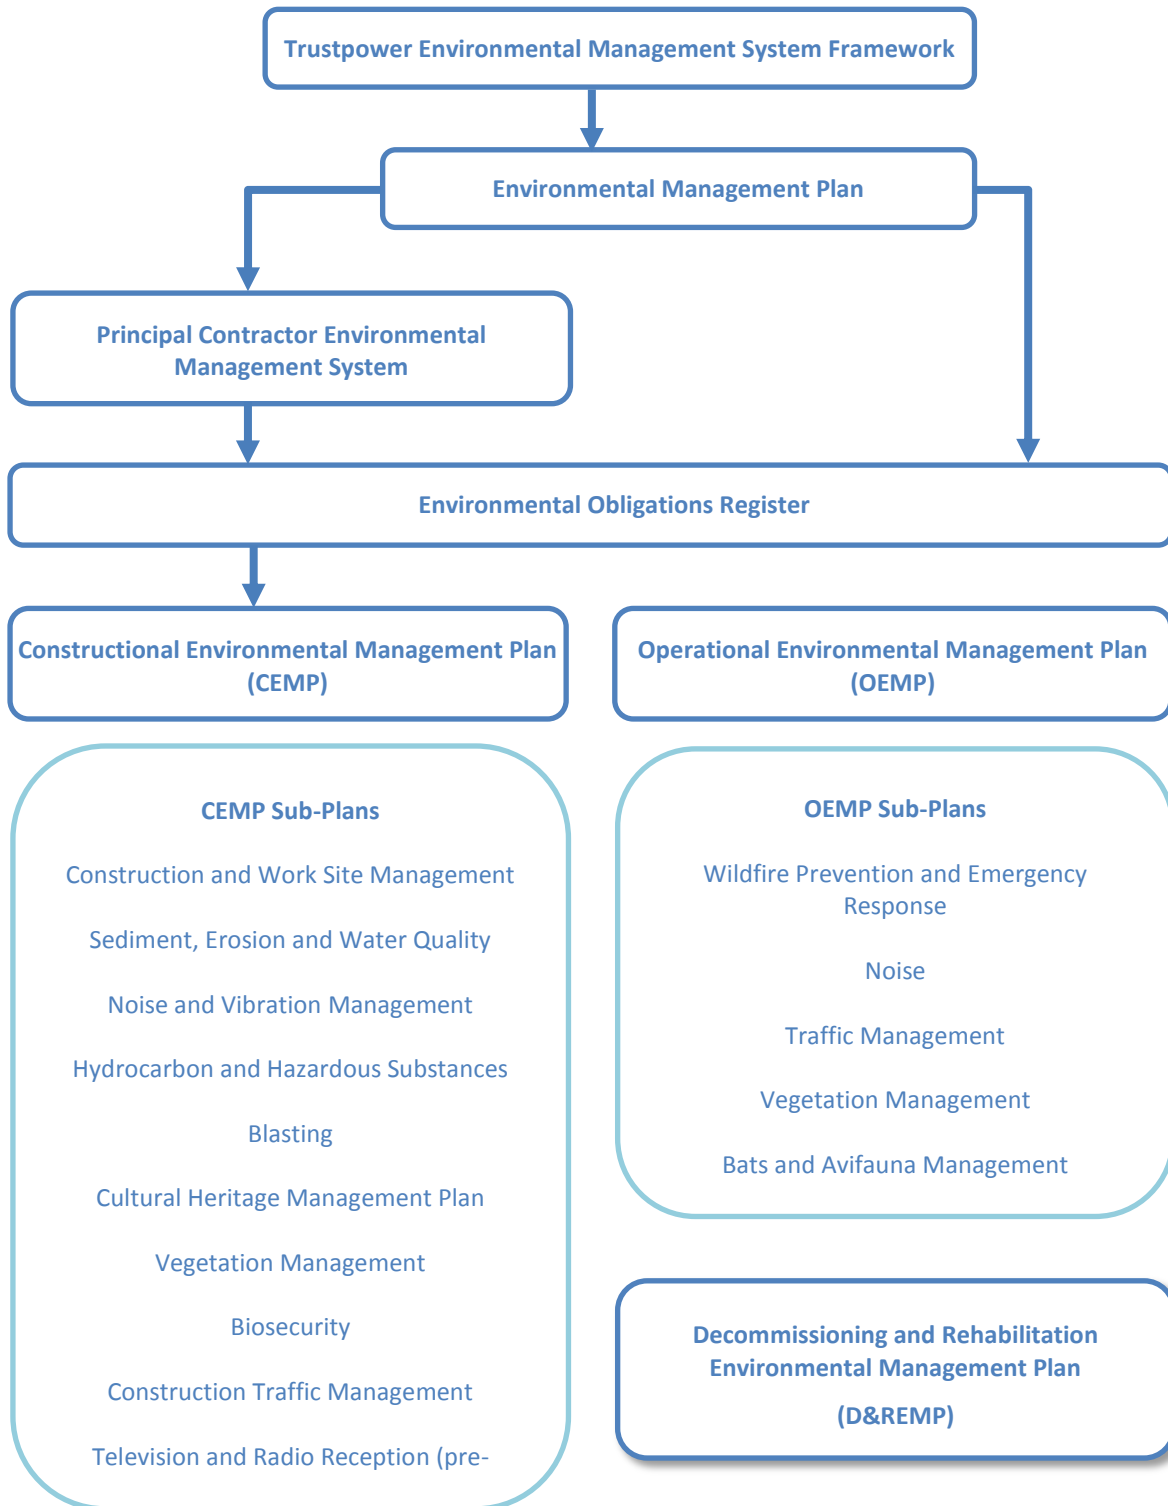 Trustpower Environmental Management System Framework
Environmental Management Plan
Principal Contractor Environmental
Management System
Environmental Obligations Register
Constructional Environmental Management Plan
(CEMP)
Operational Environmental Management Plan
(OEMP)
CEMP Sub-Plans
Construction and Work Site Management
Sediment, Erosion and Water Quality
Noise and Vibration Management
Hydrocarbon and Hazardous Substances
Blasting
Cultural Heritage Management Plan
Vegetation Management
Biosecurity
Construction Traffic Management
Television and Radio Reception (pre-
OEMP Sub-Plans
Wildfire Prevention and Emergency
Response
Noise
Traffic Management
Vegetation Management
Bats and Avifauna Management
Decommissioning and Rehabilitation
Environmental Management Plan
(D&REMP)